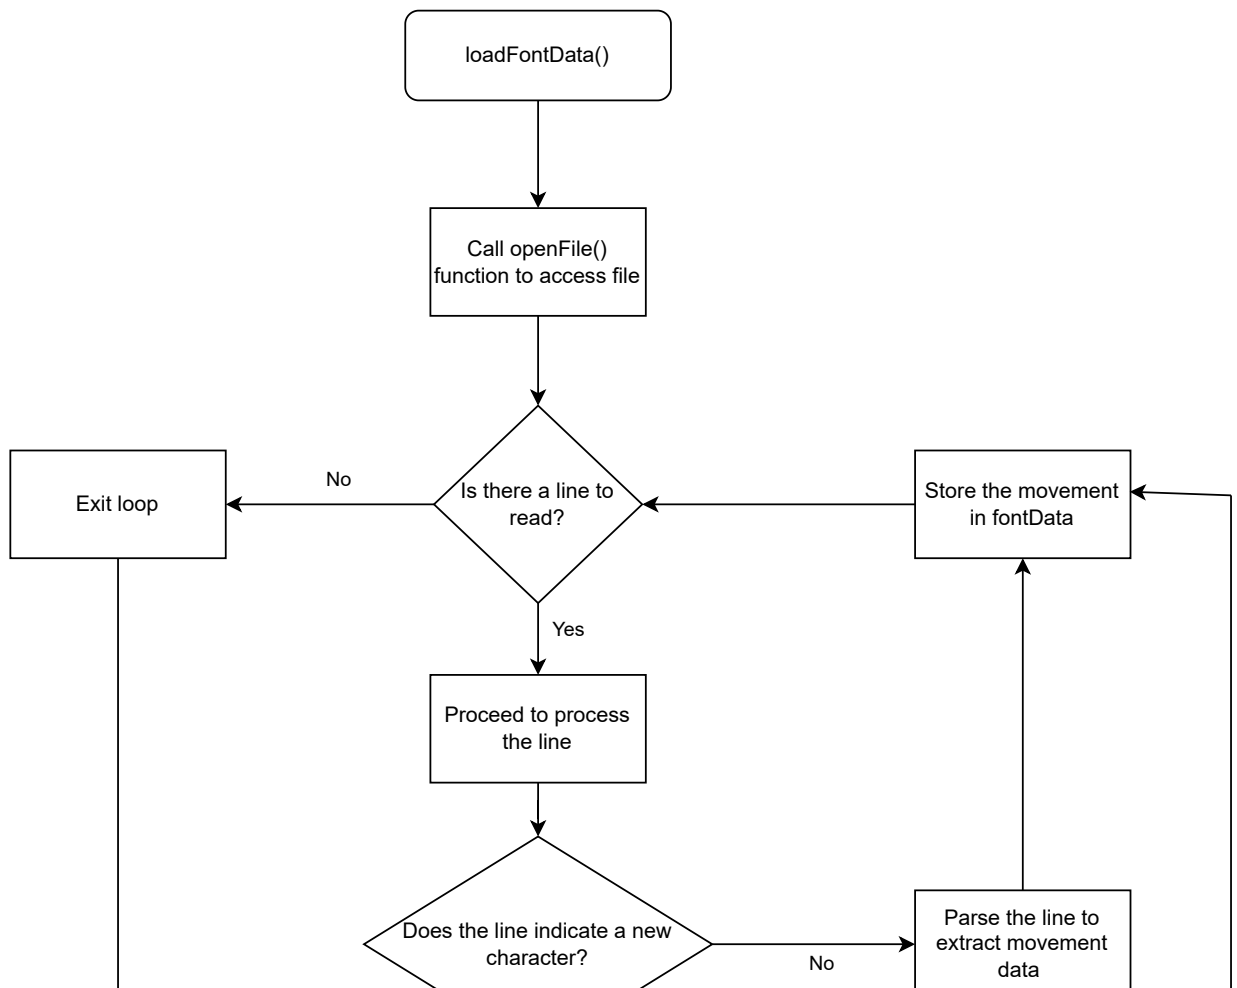 loadFontData()
Call openFile()
function to access file
Exit loop
No
Is there a line to
read?
Store the movement
in fontData
Yes
Proceed to process
the line
Does the line indicate a new
character?
No
Parse the line to
extract movement
data